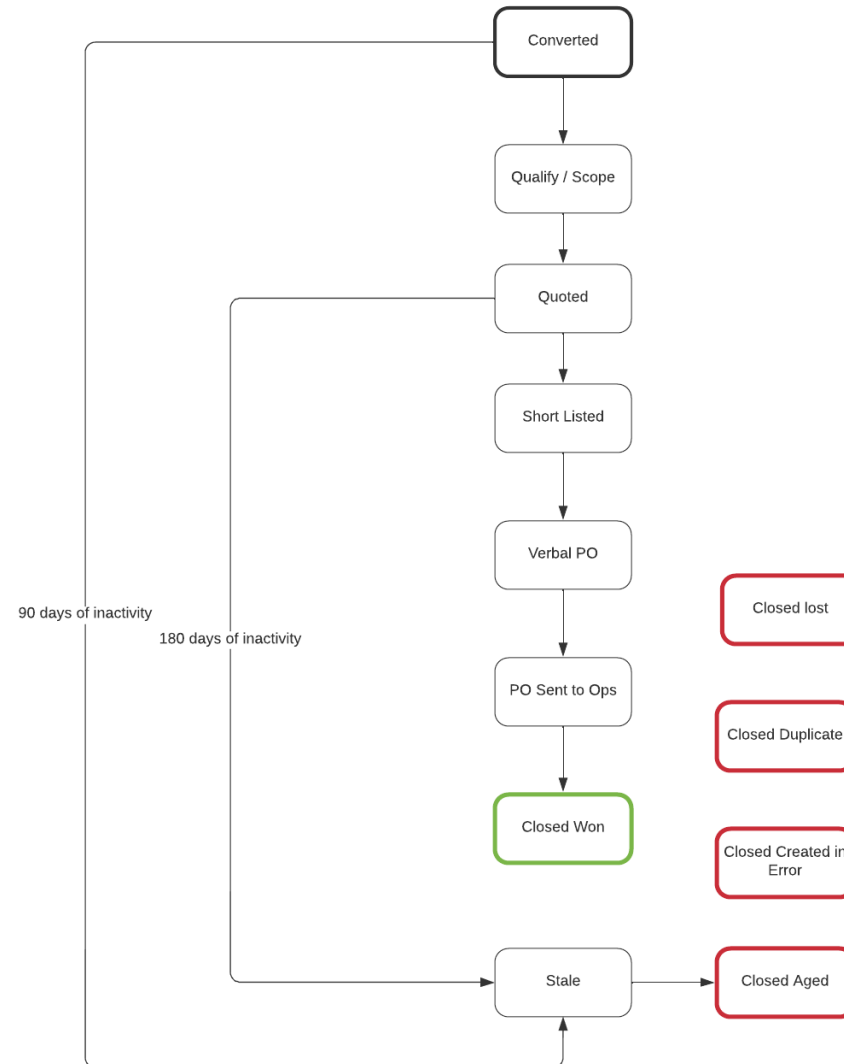 Converted
Qualify / Scope
Quoted
Short Listed
Verbal PO
Closed lost
90 days of inactivity
180 days of inactivity
PO Sent to Ops
Closed Duplicate
Closed Won
Closed Created in
Error
Stale
Closed Aged